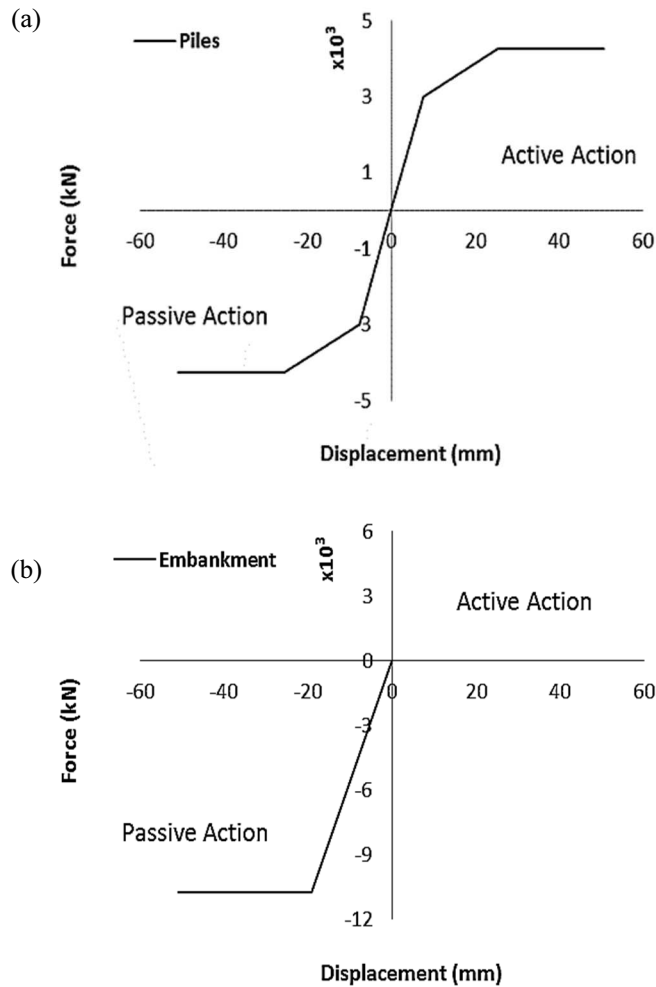 (a)
Piles
x10³
5
3
1
-1
-3
-5
-60 -40 -20 0 20 40 60
Force (kN)
Active Action
Passive Action
Displacement (mm)
(b)
Embankment
x10³
6
3
0
-3
-6
-9
-12
-60 -40 -20 0 20 40 60
Force (kN)
Active Action
Passive Action
Displacement (mm)